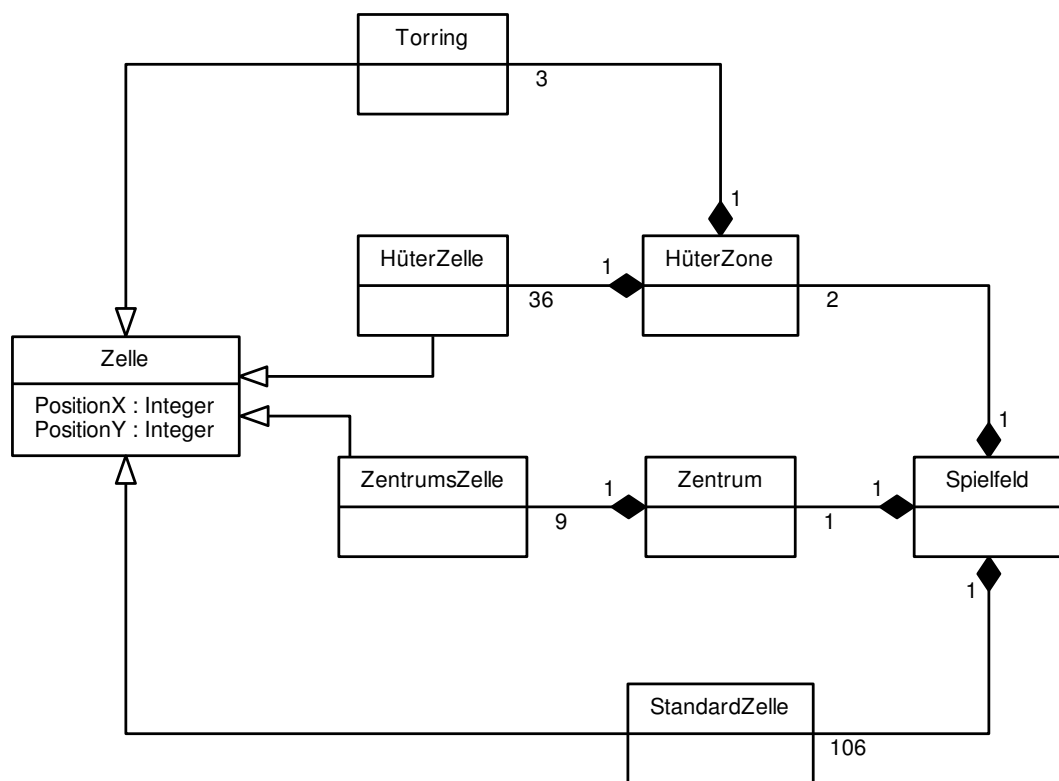 Torring
3
1
HüterZelle
1
36
HüterZone
2
Zelle
PositionX : Integer
PositionY : Integer
1
ZentrumsZelle
1
9
Zentrum
1
1
Spielfeld
1
StandardZelle
106